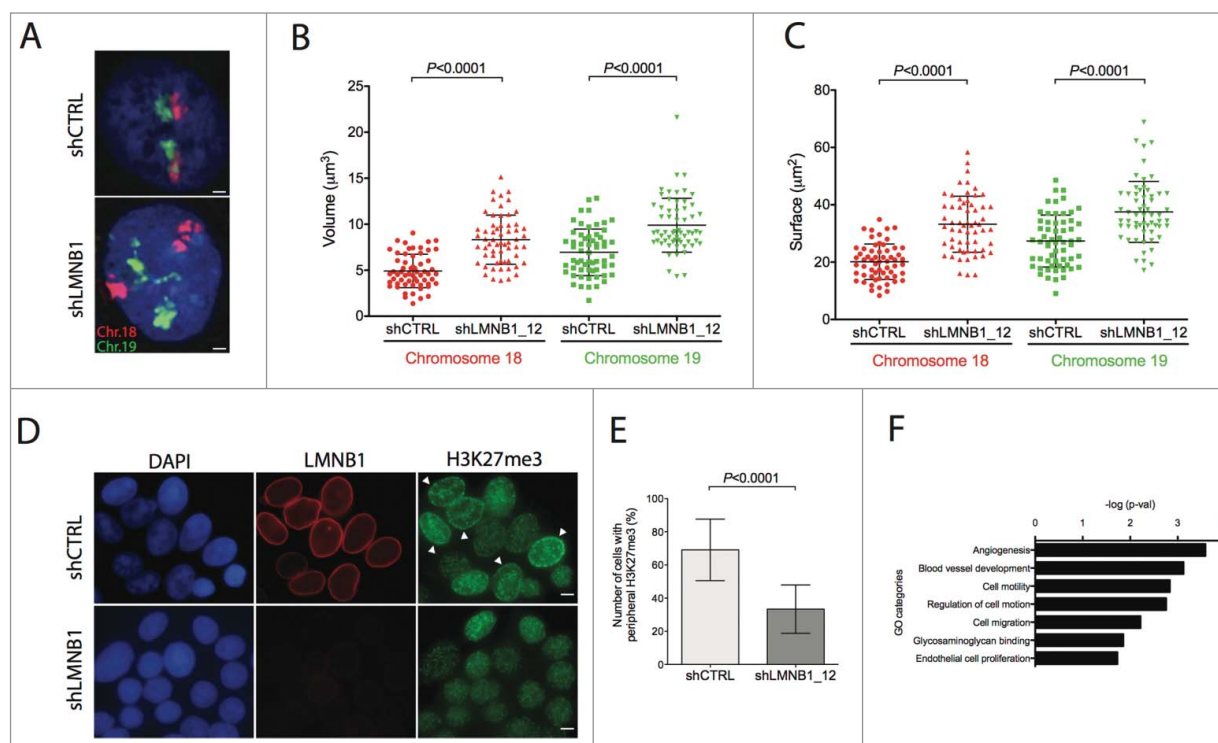 A
shCTRL
shLMNB1
Chr.18
Chr.19
B
P<0.0001
P<0.0001
Volume (μm³)
25
20
15
10
5
0
shCTRL shLMNB1_12 shCTRL shLMNB1_12
Chromosome 18 Chromosome 19
C
P<0.0001
P<0.0001
Surface (μm²)
80
60
40
20
0
shCTRL shLMNB1_12 shCTRL shLMNB1_12
Chromosome 18 Chromosome 19
D
DAPI LMNB1 H3K27me3
shCTRL
shLMNB1
E
P<0.0001
Number of cells with
peripheral H3K27me3 (%)
100
80
60
40
20
0
shCTRL shLMNB1_12
F
-log (p-val)
0 1 2 3
GO categories
Angiogenesis
Blood vessel development
Cell motility
Regulation of cell motion
Cell migration
Glycosaminoglycan binding
Endothelial cell proliferation